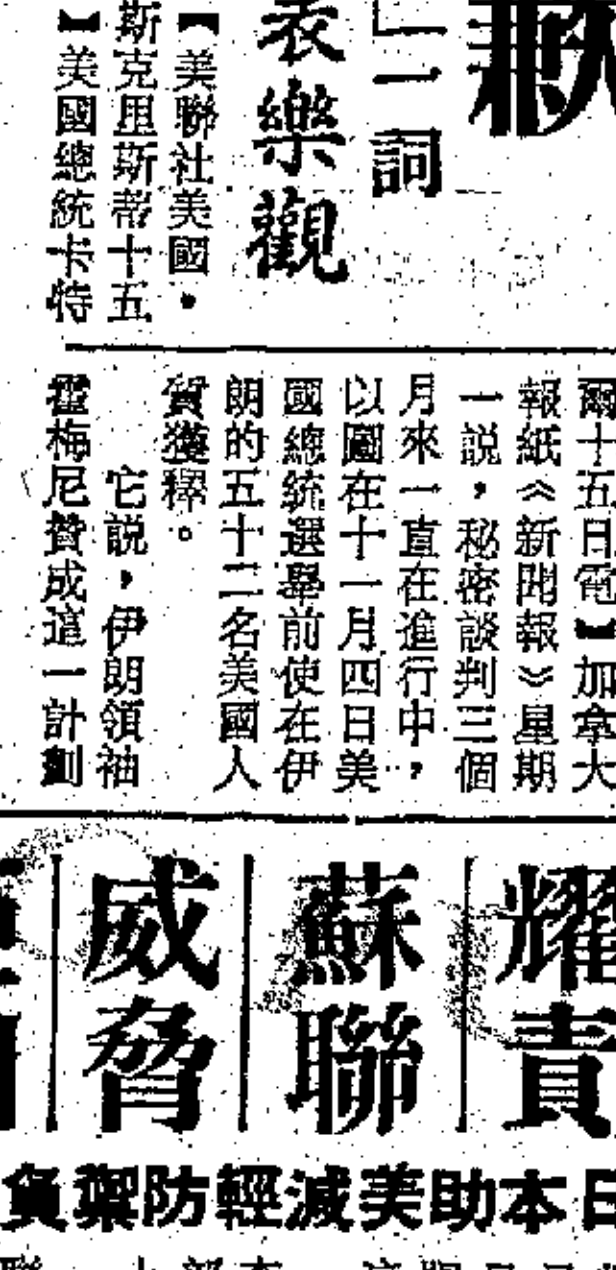 歉
」一詞
表樂觀
【美聯社美國·
斯克里斯蒂十五
】美國總統卡特
爾十五日電】加拿大
報紙《新聞報》星期
一説，秘密談判三個
月來一直在進行中，
以圖在十一月四日美
國總統選舉前使在伊
朗的五十二名美國人
質獲釋。
它説，伊朗領袖
霍梅尼贊成這一計劃
耀責
蘇聯
威脅
日本助美減輕防禦負